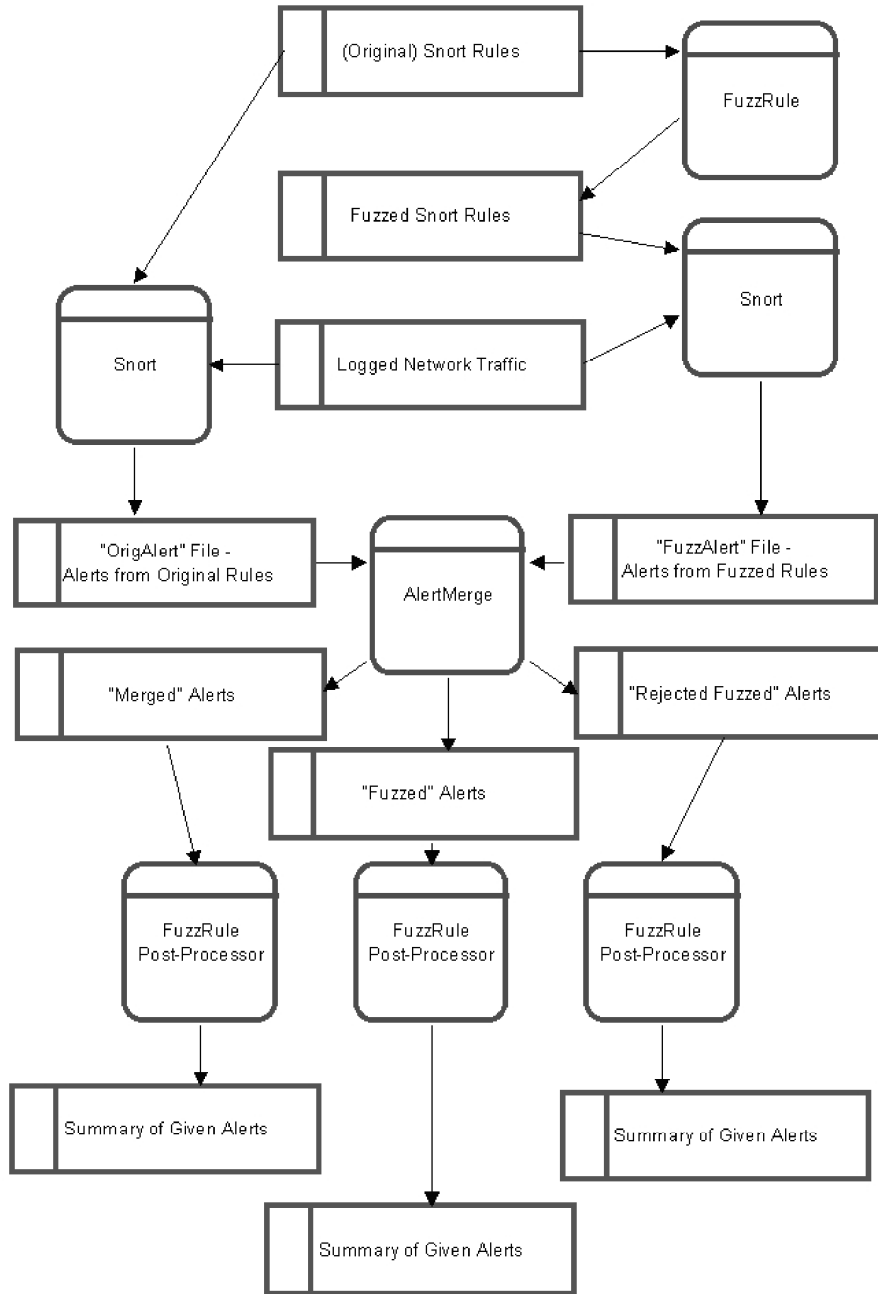 (Original) Snort Rules
FuzzRule
Fuzzed Snort Rules
Snort
Snort
Logged Network Traffic
"OrigAlert" File -
Alerts from Original Rules
AlertMerge
"FuzzAlert" File -
Alerts from Fuzzed Rules
"Merged" Alerts
"Rejected Fuzzed" Alerts
"Fuzzed" Alerts
FuzzRule
Post-Processor
FuzzRule
Post-Processor
FuzzRule
Post-Processor
Summary of Given Alerts
Summary of Given Alerts
Summary of Given Alerts